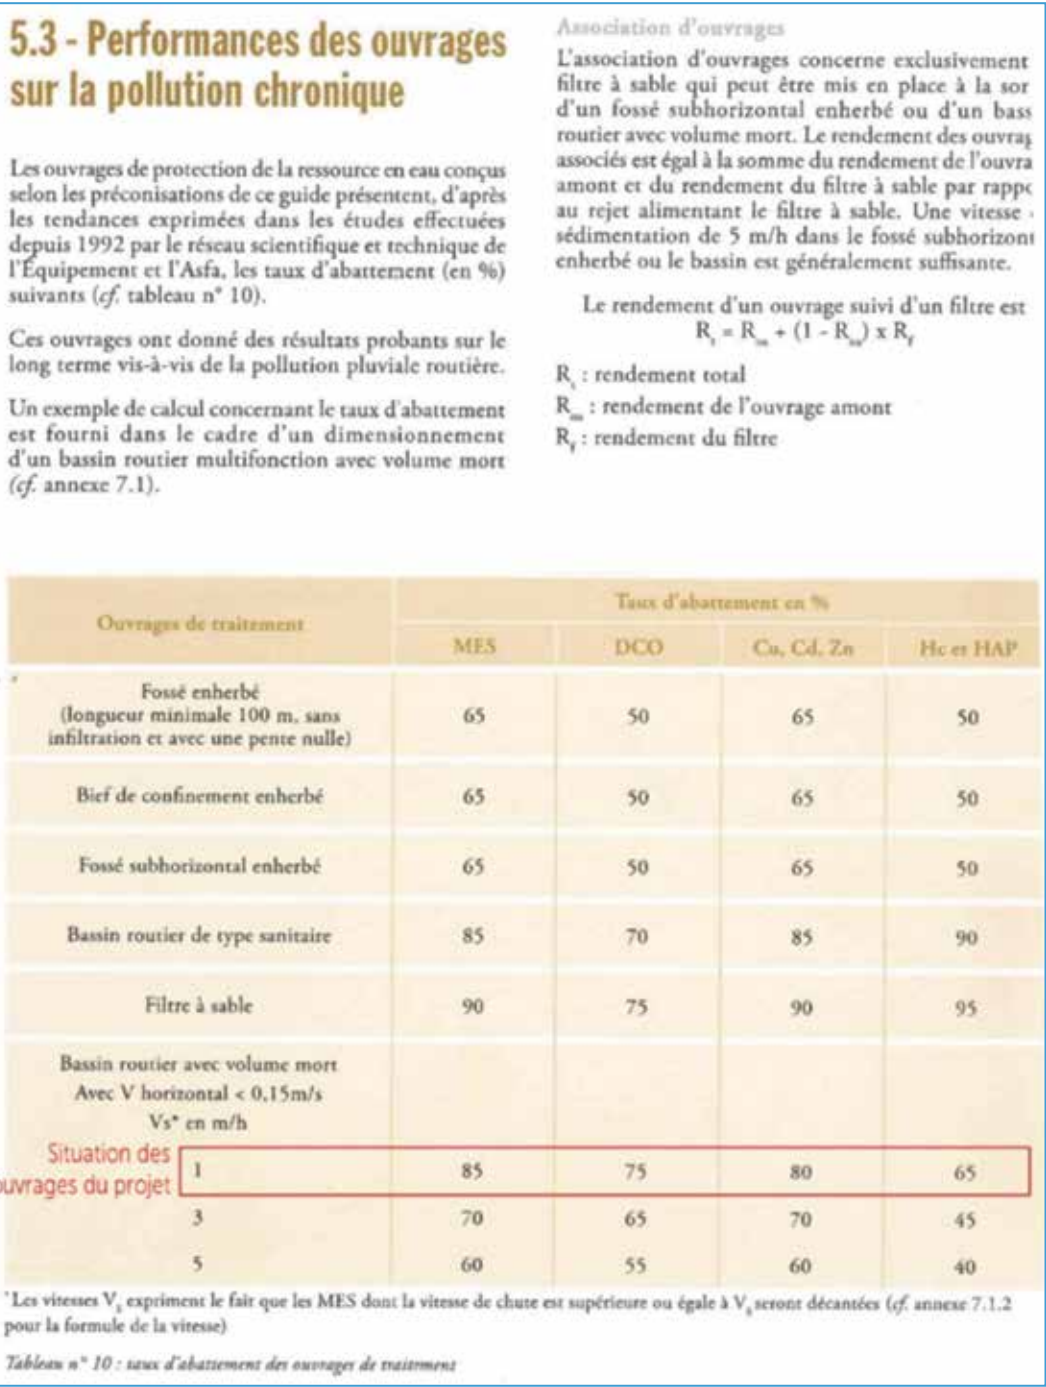 5.3 - Performances des ouvrages
sur la pollution chronique
Les ouvrages de protection de la ressource en eau conçus
selon les préconisations de ce guide présentent, d'après
les tendances exprimées dans les études effectuées
depuis 1992 par le réseau scientifique et technique de
l'Équipement et l'Asfa, les taux d'abattement (en %)
suivants (cf. tableau n° 10).
Ces ouvrages ont donné des résultats probants sur le
long terme vis-à-vis de la pollution pluviale routière.
Un exemple de calcul concernant le taux d'abattement
est fourni dans le cadre d'un dimensionnement
d'un bassin routier multifonction avec volume mort
(cf. annexe 7.1).
Association d'ouvrages
L'association d'ouvrages concerne exclusivement
filtre à sable qui peut être mis en place à la sor
d'un fossé subhorizontal enherbé ou d'un bass
routier avec volume mort. Le rendement des ouvrag
associés est égal à la somme du rendement de l'ouvra
amont et du rendement du filtre à sable par rappo
au rejet alimentant le filtre à sable. Une vitesse
sédimentation de 5 m/h dans le fossé subhorizont
enherbé ou le bassin est généralement suffisante.
Le rendement d'un ouvrage suivi d'un filtre est
R = R + (1 - R) x Rf
R : rendement total
R : rendement de l'ouvrage amont
Rf : rendement du filtre
Ouvrages de traitement
Taux d'abattement en %
MES DCO Cu, Cd, Zn Hc et HAP
Fossé enherbé
(longueur minimale 100 m, sans
infiltration et avec une pente nulle)
65 50 65 50
Bief de confinement enherbé 65 50 65 50
Fossé subhorizontal enherbé 65 50 65 50
Bassin routier de type sanitaire 85 70 85 90
Filtre à sable 90 75 90 95
Bassin routier avec volume mort
Avec V horizontal < 0,15m/s
Vs* en m/h
Situation des
ouvrages du projet
1 85 75 80 65
3 70 65 70 45
5 60 55 60 40
*Les vitesses Vs expriment le fait que les MES dont la vitesse de chute est supérieure ou égale à Vs seront décantées (cf. annexe 7.1.2
pour la formule de la vitesse)
Tableau n° 10 : taux d'abattement des ouvrages de traitement